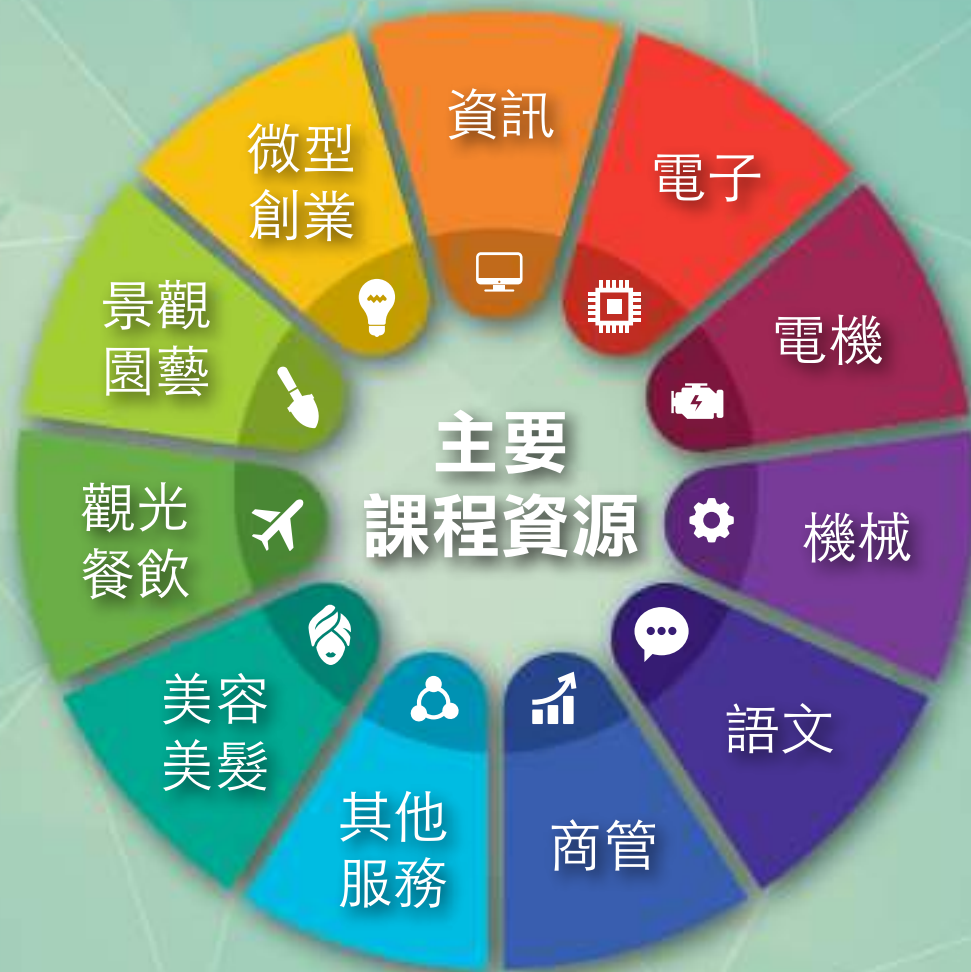 主要
課程資源
資訊
電子
電機
機械
語文
商管
其他
服務
美容
美髮
觀光
餐飲
景觀
園藝
微型
創業